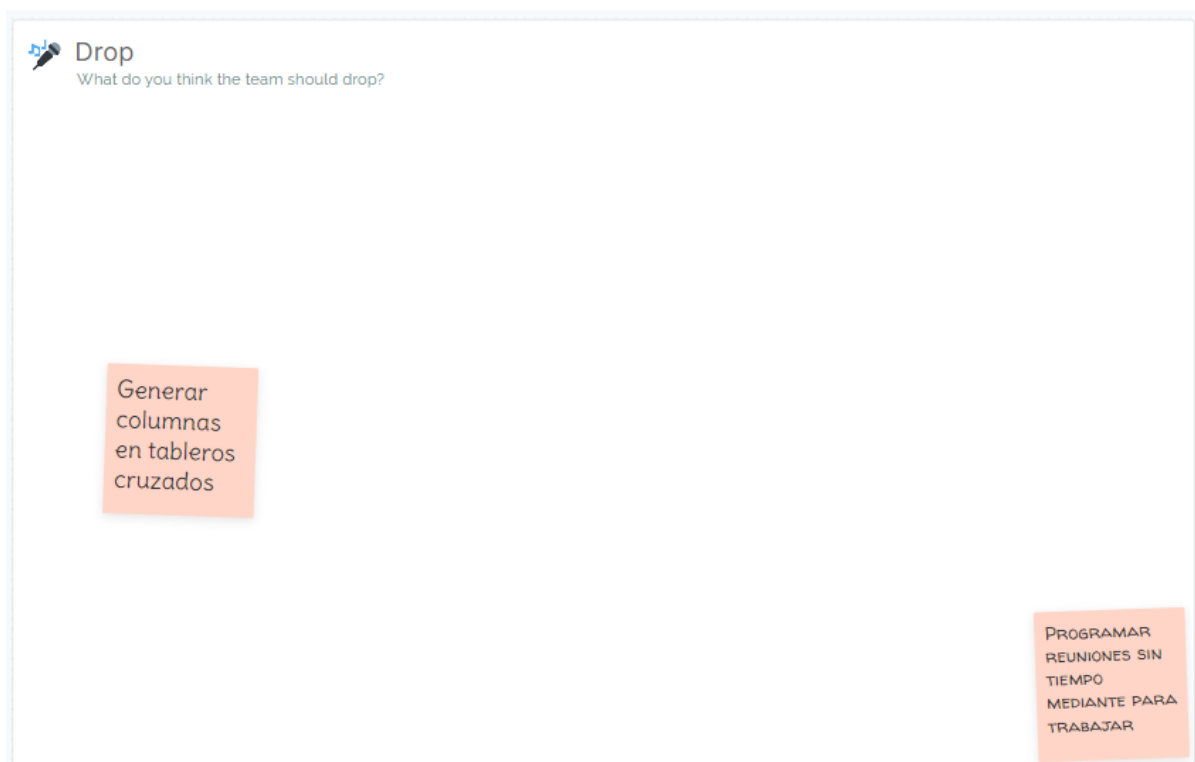 Drop
What do you think the team should drop?
Generar
columnas
en tableros
cruzados
PROGRAMAR
REUNIONES SIN
TIEMPO
MEDIANTE PARA
TRABAJAR